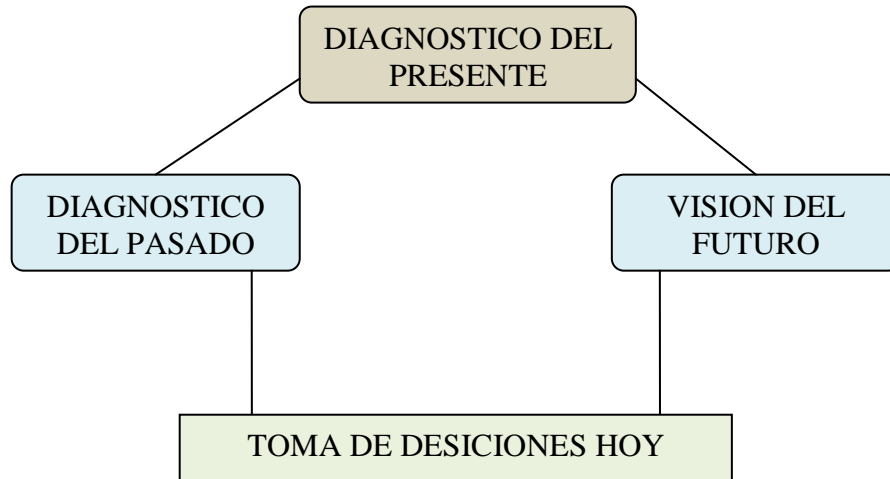 DIAGNOSTICO DEL
PRESENTE
DIAGNOSTICO
DEL PASADO
VISION DEL
FUTURO
TOMA DE DESICIONES HOY